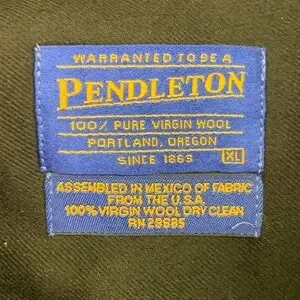 WARRANTED TO BE A
PENDLETON
100% PURE VIRGIN WOOL
PORTLAND, OREGON
SINCE 1863 XL
ASSEMBLED IN MEXICO OF FABRIC
FROM THE U.S.A.
100% VIRGIN WOOL DRY CLEAN
RN 29685